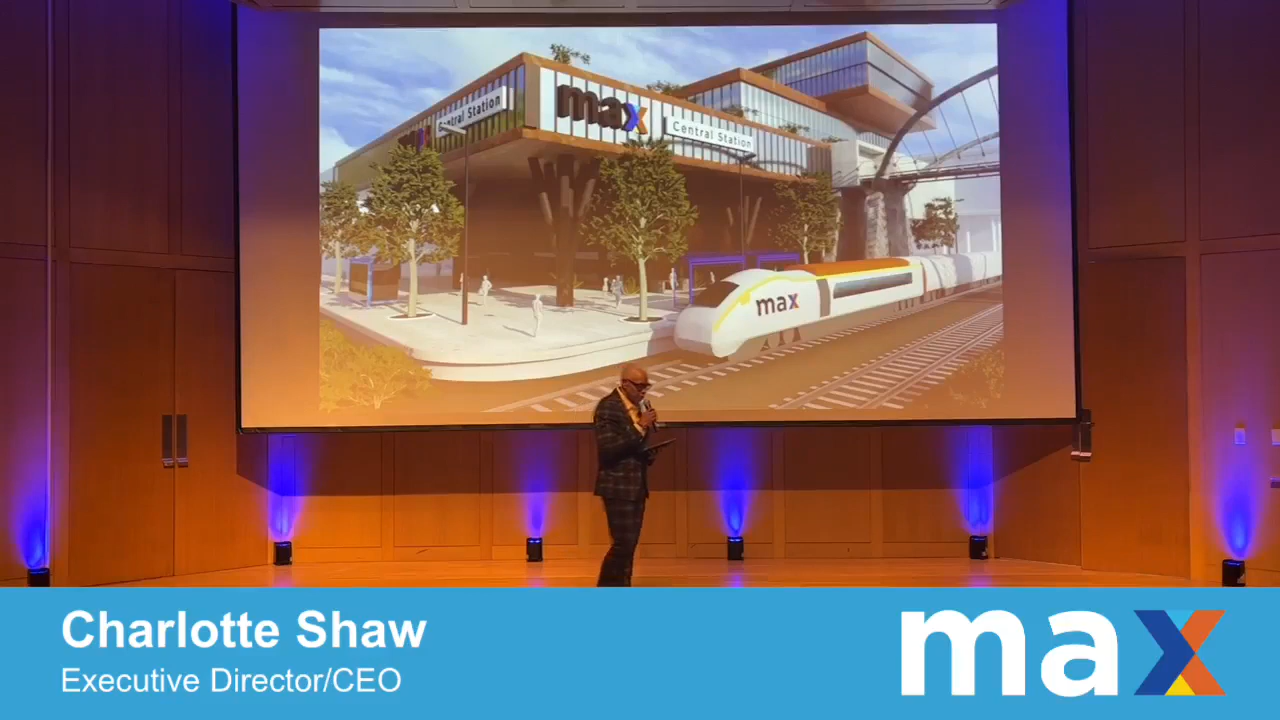 Central Station
max
Central Station
max
Charlotte Shaw
Executive Director/CEO
max